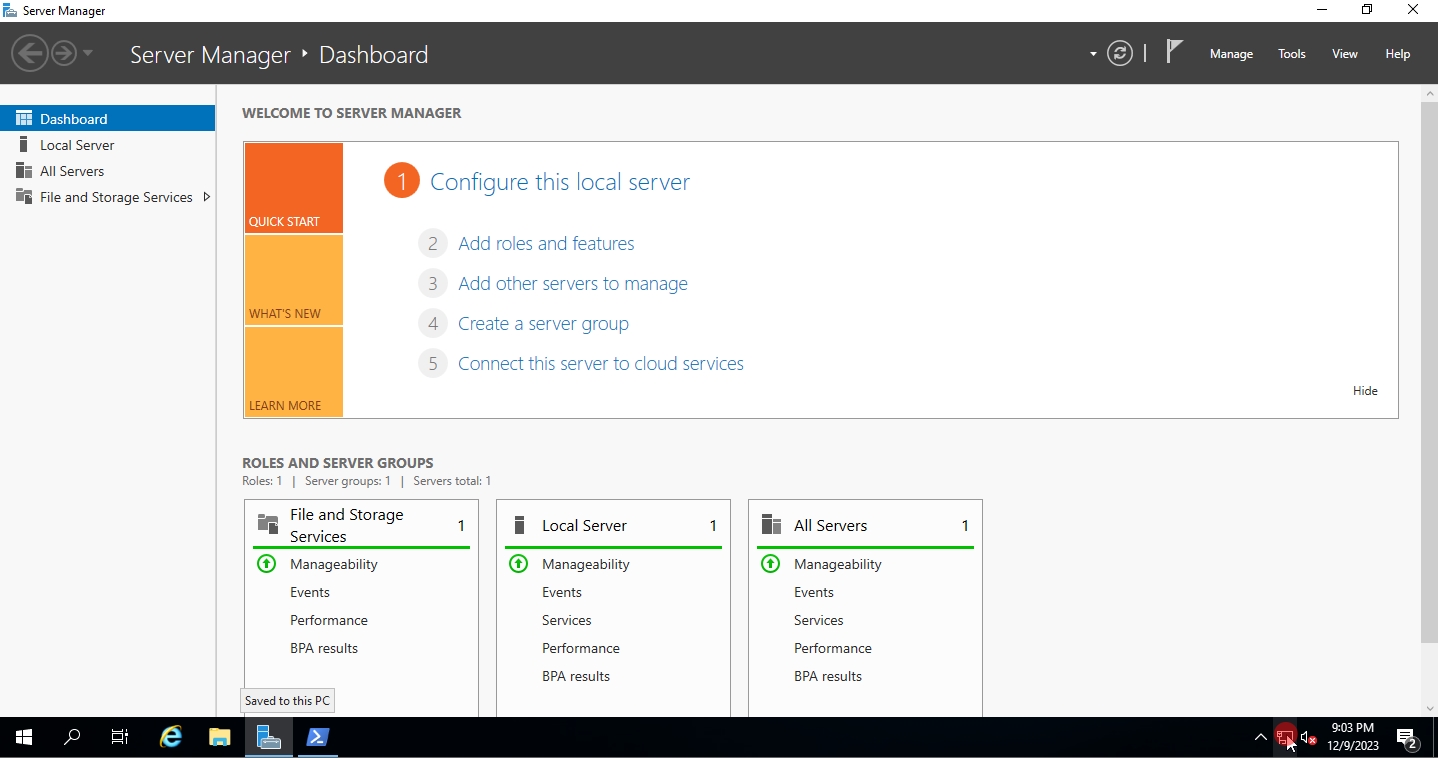 Server Manager
Server Manager ‣ Dashboard
Manage Tools View Help
Dashboard
Local Server
All Servers
File and Storage Services
WELCOME TO SERVER MANAGER
QUICK START
WHAT'S NEW
LEARN MORE
1 Configure this local server
2 Add roles and features
3 Add other servers to manage
4 Create a server group
5 Connect this server to cloud services
Hide
ROLES AND SERVER GROUPS
Roles: 1 | Server groups: 1 | Servers total: 1
File and Storage
Services 1
Manageability
Events
Performance
BPA results
Local Server 1
Manageability
Events
Services
Performance
BPA results
All Servers 1
Manageability
Events
Services
Performance
BPA results
Saved to this PC
9:03 PM
12/9/2023
2